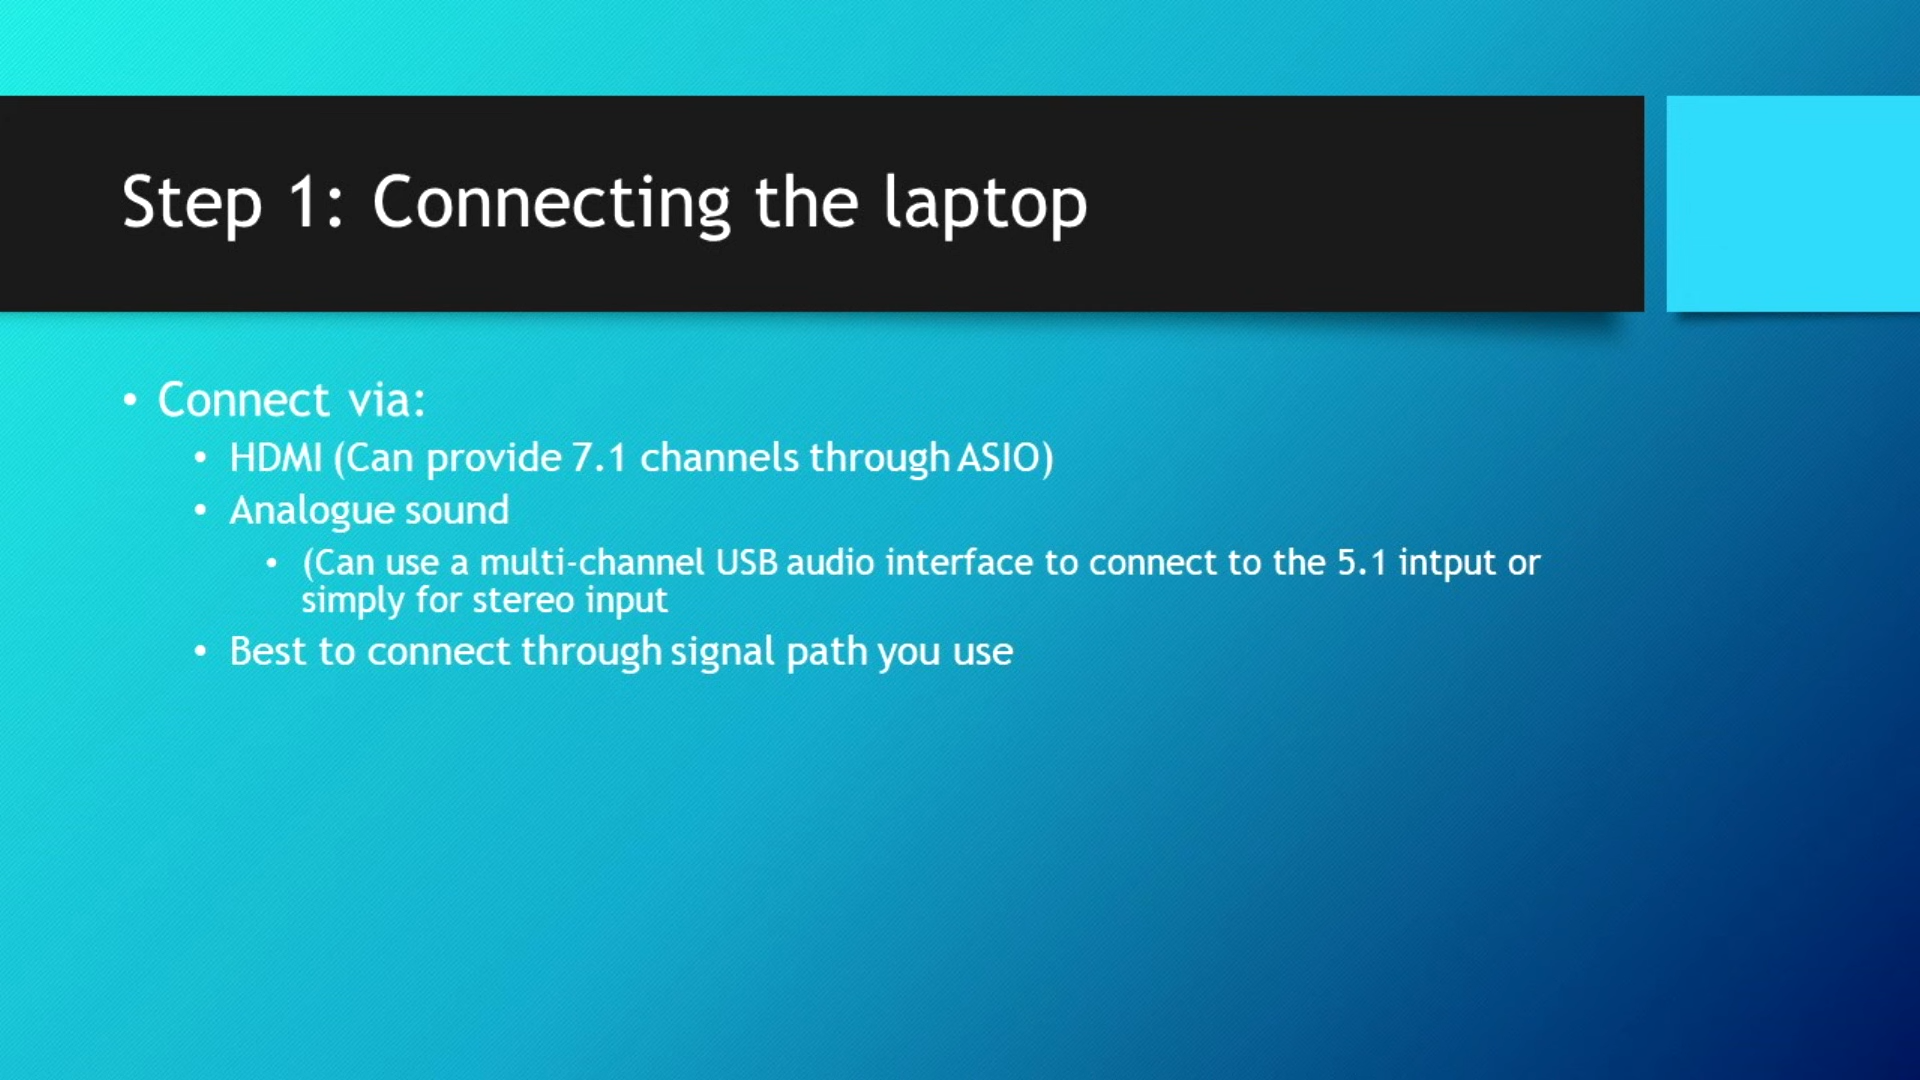 Step 1: Connecting the laptop
• Connect via:
• HDMI (Can provide 7.1 channels through ASIO)
• Analogue sound
• (Can use a multi-channel USB audio interface to connect to the 5.1 intput or
simply for stereo input
• Best to connect through signal path you use